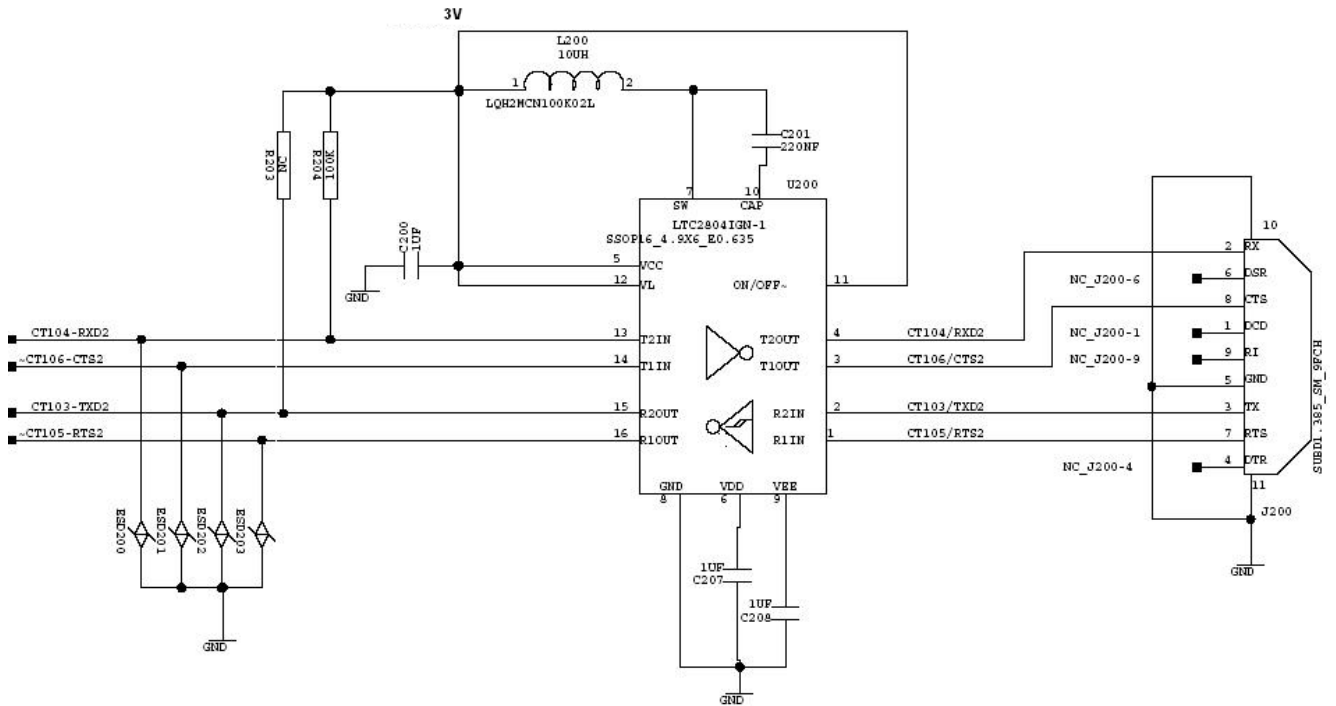 3V
L200
10UH
1
2
LQH2MCN100K02L
C201
220NF
NC
R203
100K
R204
U200
7
10
SW
CAP
LTC2804IGN-1
SSOP16_4.9X6_E0.635
C200
1UF
GND
5
VCC
12
VL
ON/OFF~
11
10
2
RX
NC_J200-6
6
DSR
8
CTS
NC_J200-1
1
DCD
NC_J200-9
9
RI
5
GND
3
TX
7
RTS
NC_J200-4
4
DTR
11
J200
SUBD1.385_SM_9FCH
GND
CT104-RXD2
13
T2IN
T2OUT
4
CT104/RXD2
~CT106-CTS2
14
T1IN
T1OUT
3
CT106/CTS2
CT103-TXD2
15
R2OUT
R2IN
2
CT103/TXD2
~CT105-RTS2
16
R1OUT
R1IN
1
CT105/RTS2
GND
VDD
VEE
8
6
9
ESD200
ESD201
ESD202
ESD203
GND
1UF
C207
1UF
C208
GND